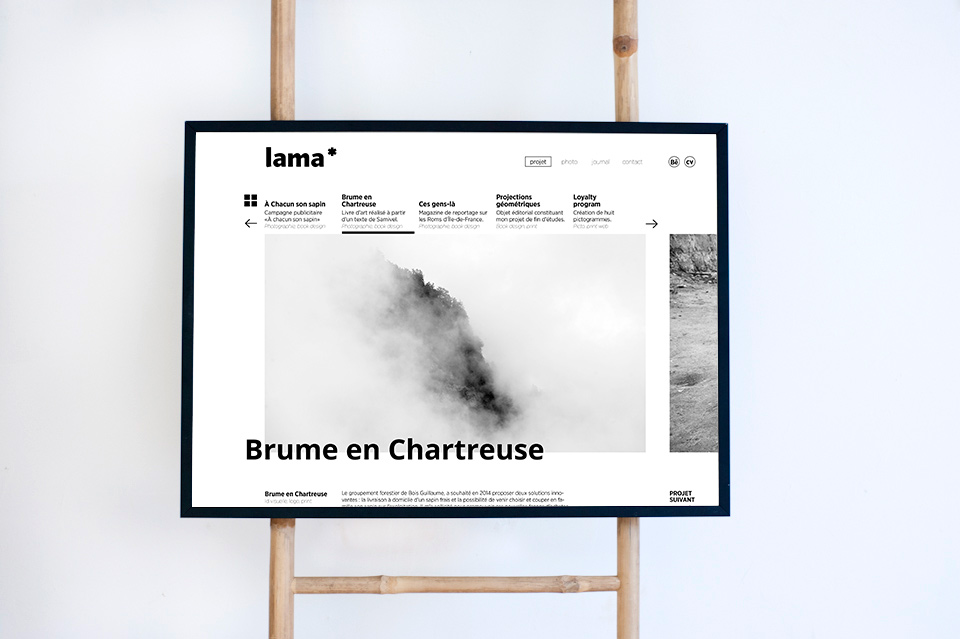 lama*
projet
photo
journal
contact
Bē
CV
À Chacun son sapin
Campagne publicitaire
«À chacun son sapin»
Photographie, book design
Brume en
Chartreuse
Livre d'art réalisé à partir
d'un texte de Samivel.
Photographie, book design
Ces gens-là
Magazine de reportage sur
les Roms d'Île-de-France.
Photographie, book design
Projections
géométriques
Objet éditorial constituant
mon projet de fin d'études.
Book design, print
Loyalty
program
Création de huit
pictogrammes.
Picto, print, web
Brume en Chartreuse
Brume en Chartreuse
Le groupement forestier de Bois Guillaume, a souhaité en 2014 proposer deux solutions inno-
vantes : la livraison à domicile d'un sapin frais et la possibilité de venir choisir et couper en fa-
PROJET
SUIVANT